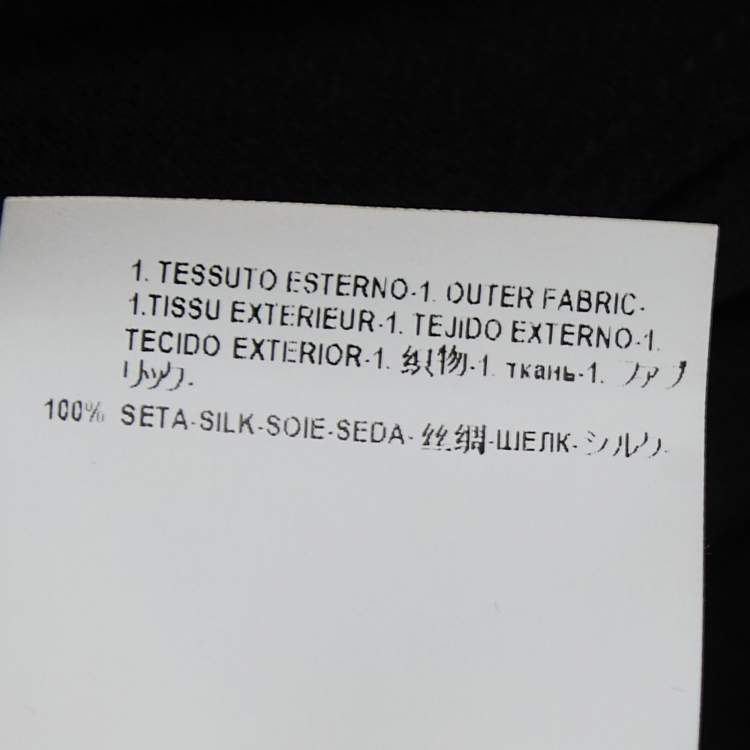 1. TESSUTO ESTERNO-1. OUTER FABRIC-
1.TISSU EXTERIEUR-1. TEJIDO EXTERNO-1.
TECIDO EXTERIOR-1. 织物-1. ткань-1. ファブ
リック-
100% SETA-SILK-SOIE-SEDA-丝绸-ШЕЛК-シルク-